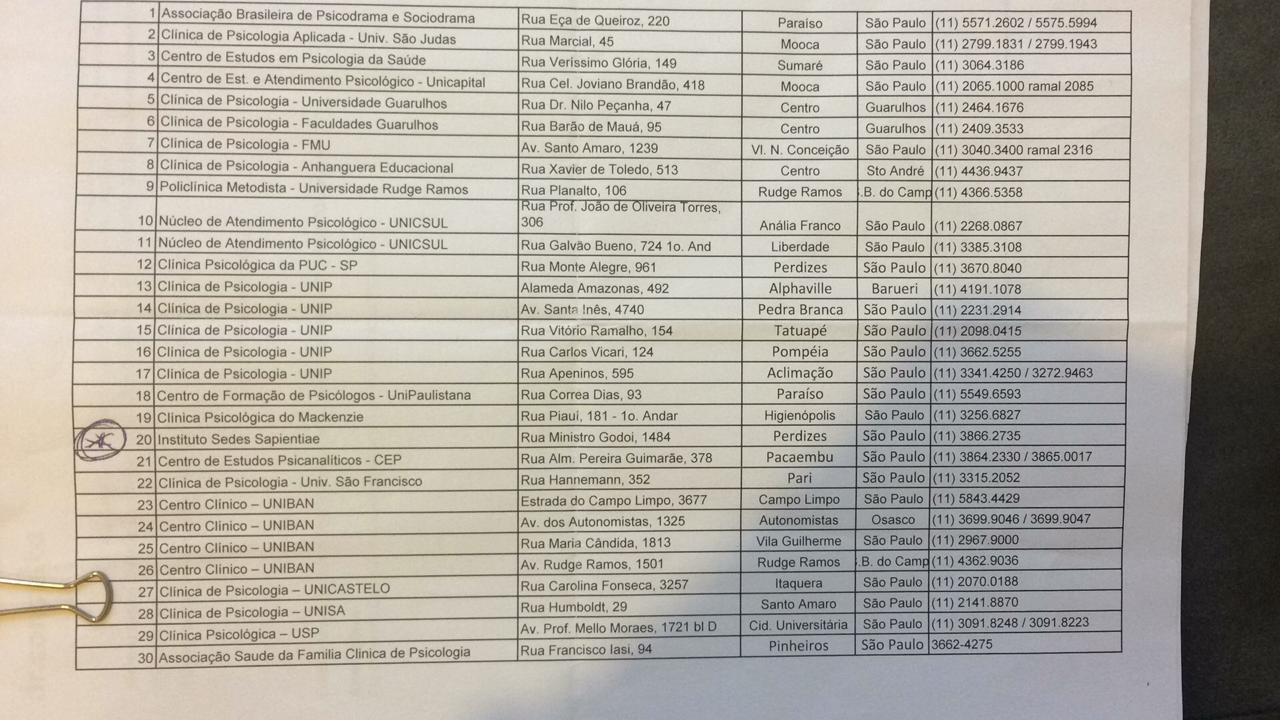 1 Associação Brasileira de Psicodrama e Sociodrama Rua Eça de Queiroz, 220 Paraíso São Paulo (11) 5571.2602 / 5575.5994
2 Clínica de Psicologia Aplicada - Univ. São Judas Rua Marcial, 45 Mooca São Paulo (11) 2799.1831 / 2799.1943
3 Centro de Estudos em Psicologia da Saúde Rua Veríssimo Glória, 149 Sumaré São Paulo (11) 3064.3186
4 Centro de Est. e Atendimento Psicológico - Unicapital Rua Cel. Joviano Brandão, 418 Mooca São Paulo (11) 2065.1000 ramal 2085
5 Clínica de Psicologia - Universidade Guarulhos Rua Dr. Nilo Peçanha, 47 Centro Guarulhos (11) 2464.1676
6 Clínica de Psicologia - Faculdades Guarulhos Rua Barão de Mauá, 95 Centro Guarulhos (11) 2409.3533
7 Clínica de Psicologia - FMU Av. Santo Amaro, 1239 Vl. N. Conceição São Paulo (11) 3040.3400 ramal 2316
8 Clínica de Psicologia - Anhanguera Educacional Rua Xavier de Toledo, 513 Centro Sto André (11) 4436.9437
9 Policlínica Metodista - Universidade Rudge Ramos Rua Planalto, 106 Rudge Ramos .B. do Camp (11) 4366.5358
Rua Prof. João de Oliveira Torres,
10 Núcleo de Atendimento Psicológico - UNICSUL 306 Anália Franco São Paulo (11) 2268.0867
11 Núcleo de Atendimento Psicológico - UNICSUL Rua Galvão Bueno, 724 1o. And Liberdade São Paulo (11) 3385.3108
12 Clínica Psicológica da PUC - SP Rua Monte Alegre, 961 Perdizes São Paulo (11) 3670.8040
13 Clínica de Psicologia - UNIP Alameda Amazonas, 492 Alphaville Barueri (11) 4191.1078
14 Clínica de Psicologia - UNIP Av. Santa Inês, 4740 Pedra Branca São Paulo (11) 2231.2914
15 Clínica de Psicologia - UNIP Rua Vitório Ramalho, 154 Tatuapé São Paulo (11) 2098.0415
16 Clínica de Psicologia - UNIP Rua Carlos Vicari, 124 Pompéia São Paulo (11) 3662.5255
17 Clínica de Psicologia - UNIP Rua Apeninos, 595 Aclimação São Paulo (11) 3341.4250 / 3272.9463
18 Centro de Formação de Psicólogos - UniPaulistana Rua Correa Dias, 93 Paraíso São Paulo (11) 5549.6593
19 Clinica Psicológica do Mackenzie Rua Piauí, 181 - 1o. Andar Higienópolis São Paulo (11) 3256.6827
20 Instituto Sedes Sapientiae Rua Ministro Godoi, 1484 Perdizes São Paulo (11) 3866.2735
21 Centro de Estudos Psicanalíticos - CEP Rua Alm. Pereira Guimarãe, 378 Pacaembu São Paulo (11) 3864.2330 / 3865.0017
22 Clínica de Psicologia - Univ. São Francisco Rua Hannemann, 352 Pari São Paulo (11) 3315.2052
23 Centro Clínico – UNIBAN Estrada do Campo Limpo, 3677 Campo Limpo São Paulo (11) 5843.4429
24 Centro Clínico – UNIBAN Av. dos Autonomistas, 1325 Autonomistas Osasco (11) 3699.9046 / 3699.9047
25 Centro Clínico – UNIBAN Rua Maria Cândida, 1813 Vila Guilherme São Paulo (11) 2967.9000
26 Centro Clínico – UNIBAN Av. Rudge Ramos, 1501 Rudge Ramos .B. do Camp (11) 4362.9036
27 Clínica de Psicologia – UNICASTELO Rua Carolina Fonseca, 3257 Itaquera São Paulo (11) 2070.0188
28 Clínica de Psicologia – UNISA Rua Humboldt, 29 Santo Amaro São Paulo (11) 2141.8870
29 Clínica Psicológica – USP Av. Prof. Mello Moraes, 1721 bl D Cid. Universitária São Paulo (11) 3091.8248 / 3091.8223
30 Associação Saude da Familia Clinica de Psicologia Rua Francisco Iasi, 94 Pinheiros São Paulo 3662-4275